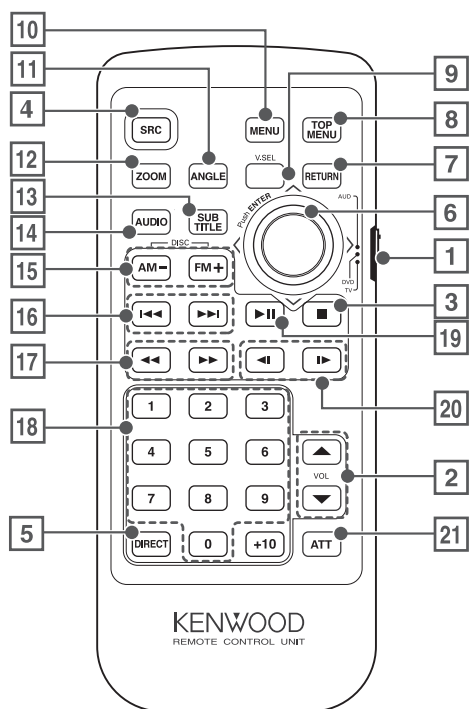 10
11
9
4
SRC
MENU
TOP MENU
8
12
ZOOM
ANGLE
V-SEL
RETURN
7
13
AUD
14
AUDIO
SUB TITLE
Push ENTER
6
DISC
15
AM−
FM+
DVD
TV
1
16
I◄◄
►►I
►II
■
3
19
17
◄◄
►►
◄I
I►
20
18
1
2
3
4
5
6
▲
VOL
2
▼
7
8
9
5
DIRECT
0
+10
ATT
21
KENWOOD
REMOTE CONTROL UNIT